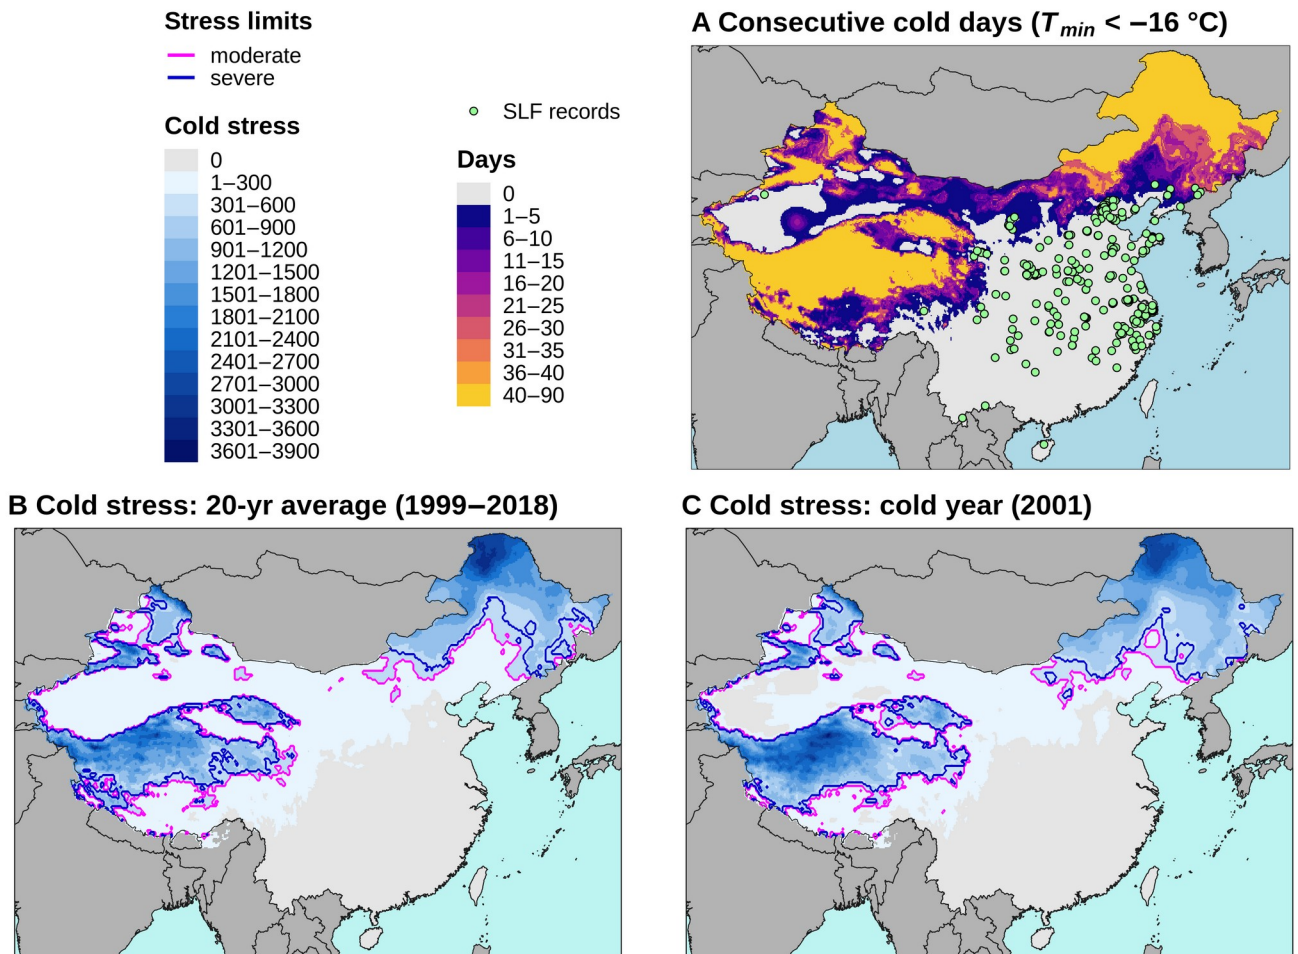 Stress limits
moderate
severe
Cold stress
0
1–300
301–600
601–900
901–1200
1201–1500
1501–1800
1801–2100
2101–2400
2401–2700
2701–3000
3001–3300
3301–3600
3601–3900
SLF records
Days
0
1–5
6–10
11–15
16–20
21–25
26–30
31–35
36–40
40–90
A Consecutive cold days (Tmin < −16 °C)
B Cold stress: 20-yr average (1999–2018)
C Cold stress: cold year (2001)